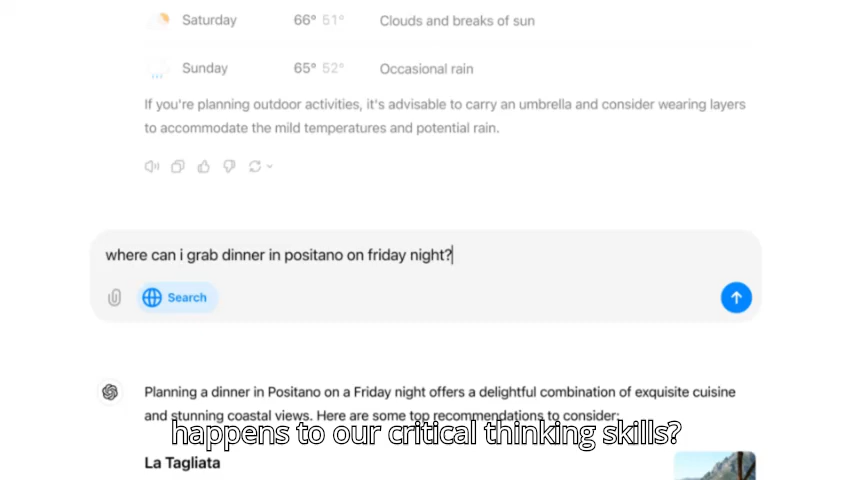 Saturday 66° 51° Clouds and breaks of sun
Sunday 65° 52° Occasional rain
If you're planning outdoor activities, it's advisable to carry an umbrella and consider wearing layers
to accommodate the mild temperatures and potential rain.
where can i grab dinner in positano on friday night?
Search
Planning a dinner in Positano on a Friday night offers a delightful combination of exquisite cuisine
and stunning coastal views. Here are some top recommendations to consider:
happens to our critical thinking skills?
La Tagliata